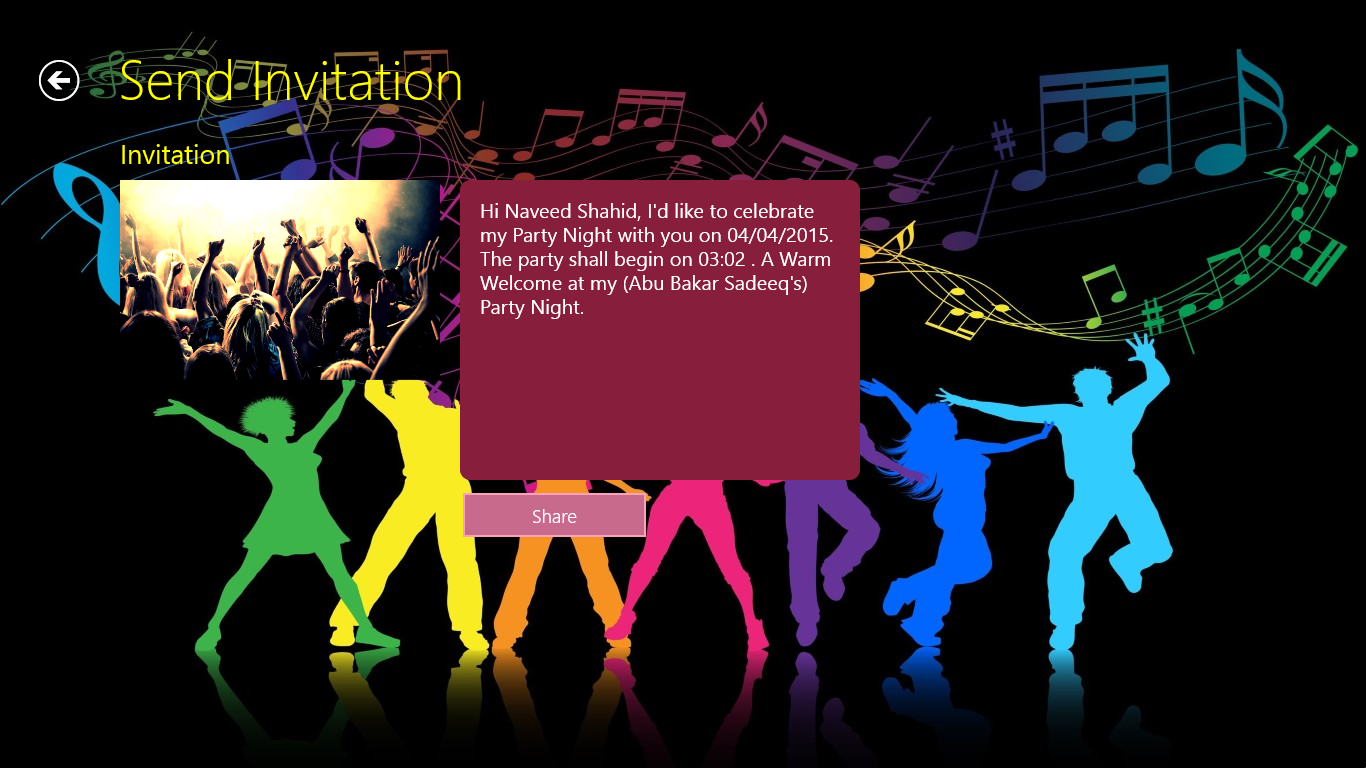 Send Invitation
Invitation
Hi Naveed Shahid, I'd like to celebrate
my Party Night with you on 04/04/2015.
The party shall begin on 03:02 . A Warm
Welcome at my (Abu Bakar Sadeeq's)
Party Night.
Share